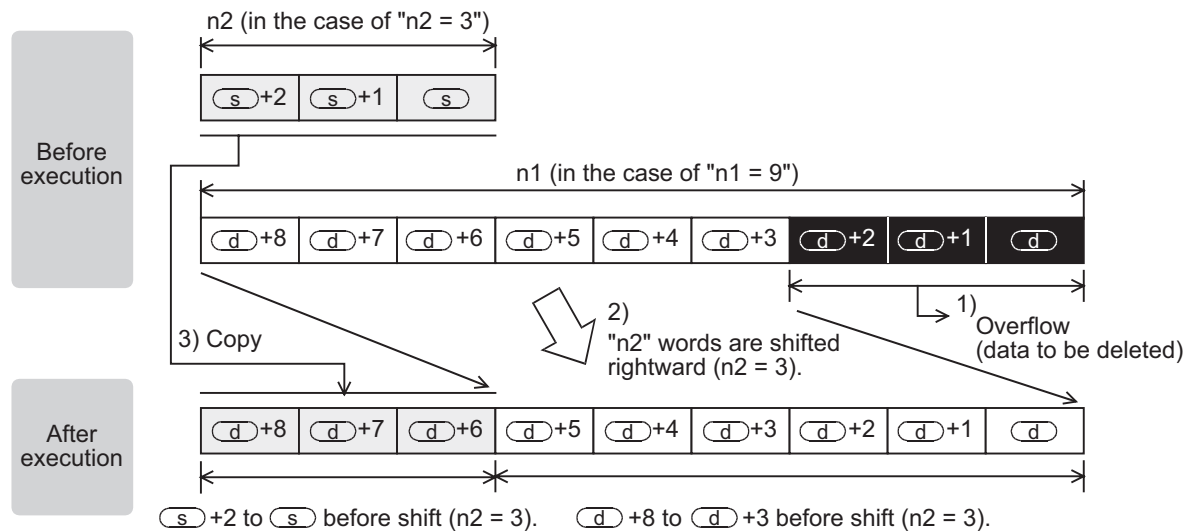 n2 (in the case of "n2 = 3")
s +2 s +1 s
Before
execution
n1 (in the case of "n1 = 9")
d +8 d +7 d +6 d +5 d +4 d +3 d +2 d +1 d
3) Copy
2)
"n2" words are shifted
rightward (n2 = 3).
1)
Overflow
(data to be deleted)
After
execution
d +8 d +7 d +6 d +5 d +4 d +3 d +2 d +1 d
s +2 to s before shift (n2 = 3). d +8 to d +3 before shift (n2 = 3).